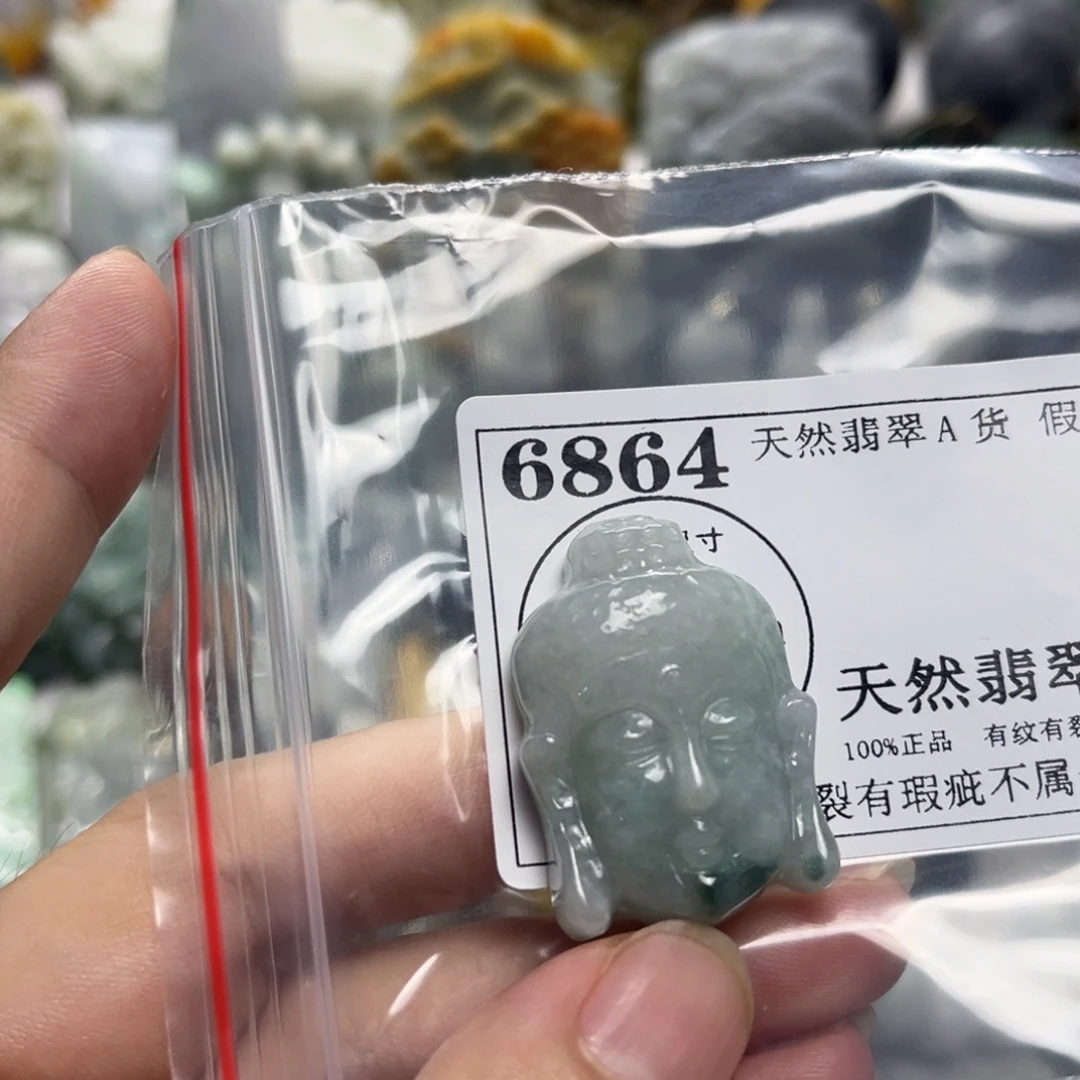 6864 天然翡翠A货 假
寸
天然翡翠
100%正品 有纹有裂
裂有瑕疵不属